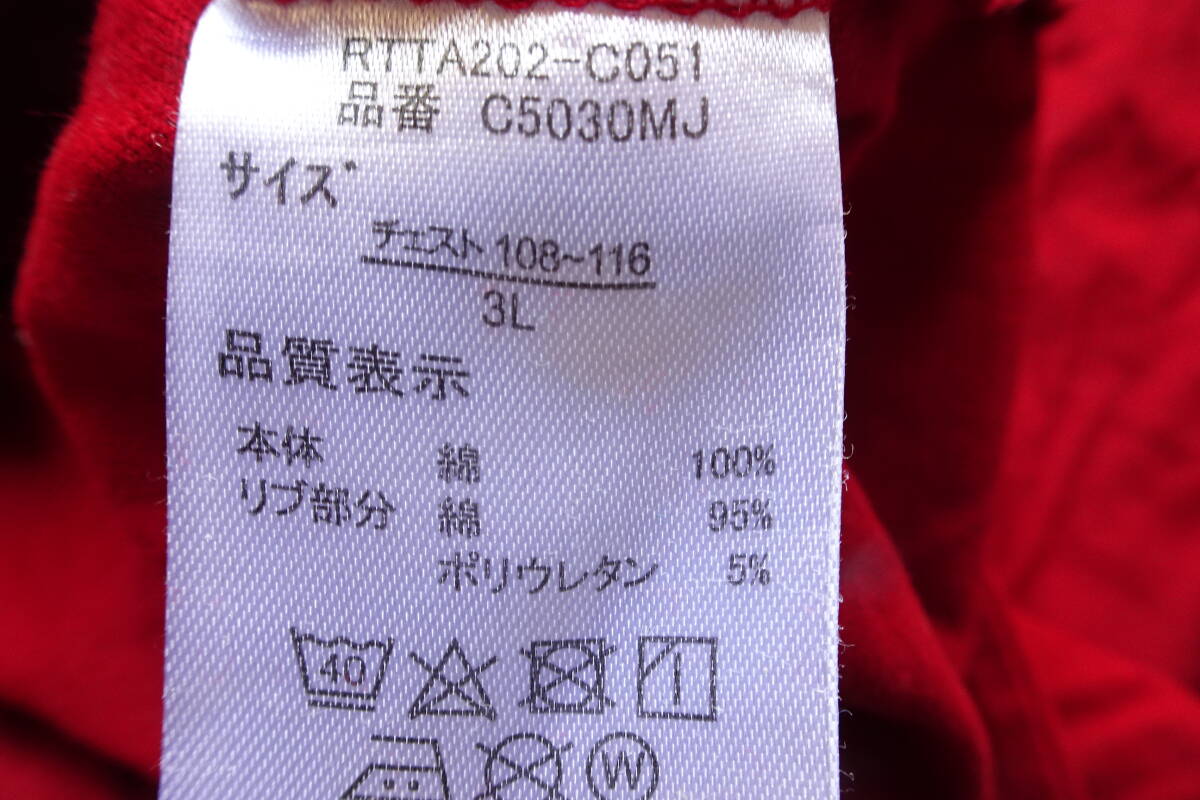 RTTA202-C051
品番 C5030MJ
サイズ
チェスト 108~116
3L
品質表示
本体 綿 100%
リブ部分 綿 95%
ポリウレタン 5%
40
W